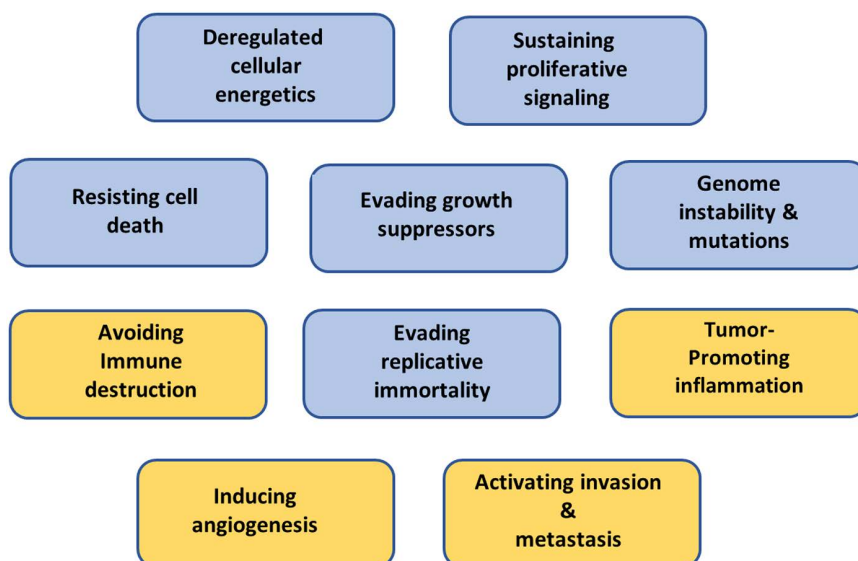 Deregulated
cellular
energetics
Sustaining
proliferative
signaling
Resisting cell
death
Evading growth
suppressors
Genome
instability &
mutations
Avoiding
Immune
destruction
Evading
replicative
immortality
Tumor-
Promoting
inflammation
Inducing
angiogenesis
Activating invasion
&
metastasis